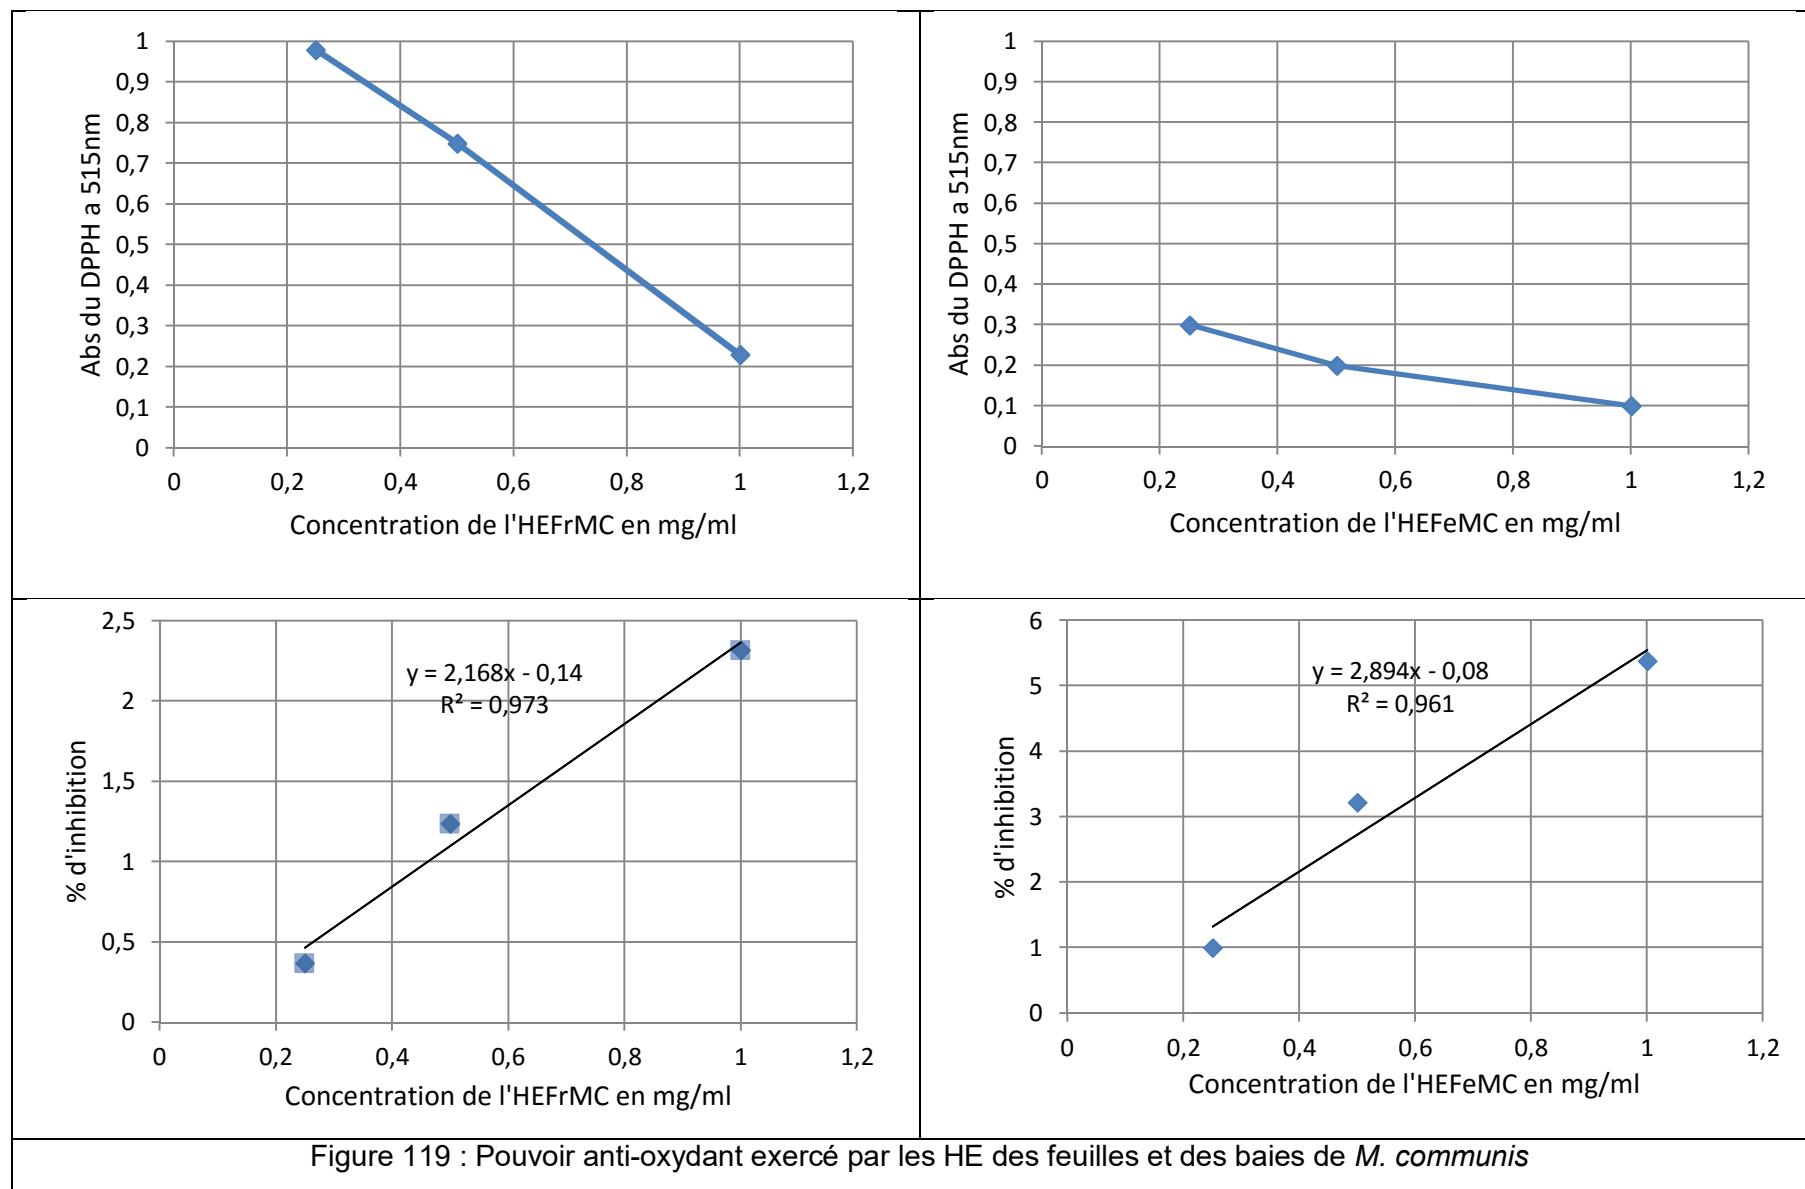 1
0,9
0,8
0,7
0,6
0,5
0,4
0,3
0,2
0,1
0
Abs du DPPH a 515nm
0 0,2 0,4 0,6 0,8 1 1,2
Concentration de l'HEFrMC en mg/ml
1
0,9
0,8
0,7
0,6
0,5
0,4
0,3
0,2
0,1
0
Abs du DPPH a 515nm
0 0,2 0,4 0,6 0,8 1 1,2
Concentration de l'HEFeMC en mg/ml
2,5
2
1,5
1
0,5
0
% d'inhibition
y = 2,168x - 0,14
R² = 0,973
0 0,2 0,4 0,6 0,8 1 1,2
Concentration de l'HEFrMC en mg/ml
6
5
4
3
2
1
0
% d'inhibition
y = 2,894x - 0,08
R² = 0,961
0 0,2 0,4 0,6 0,8 1 1,2
Concentration de l'HEFeMC en mg/ml
Figure 119 : Pouvoir anti-oxydant exercé par les HE des feuilles et des baies de M. communis